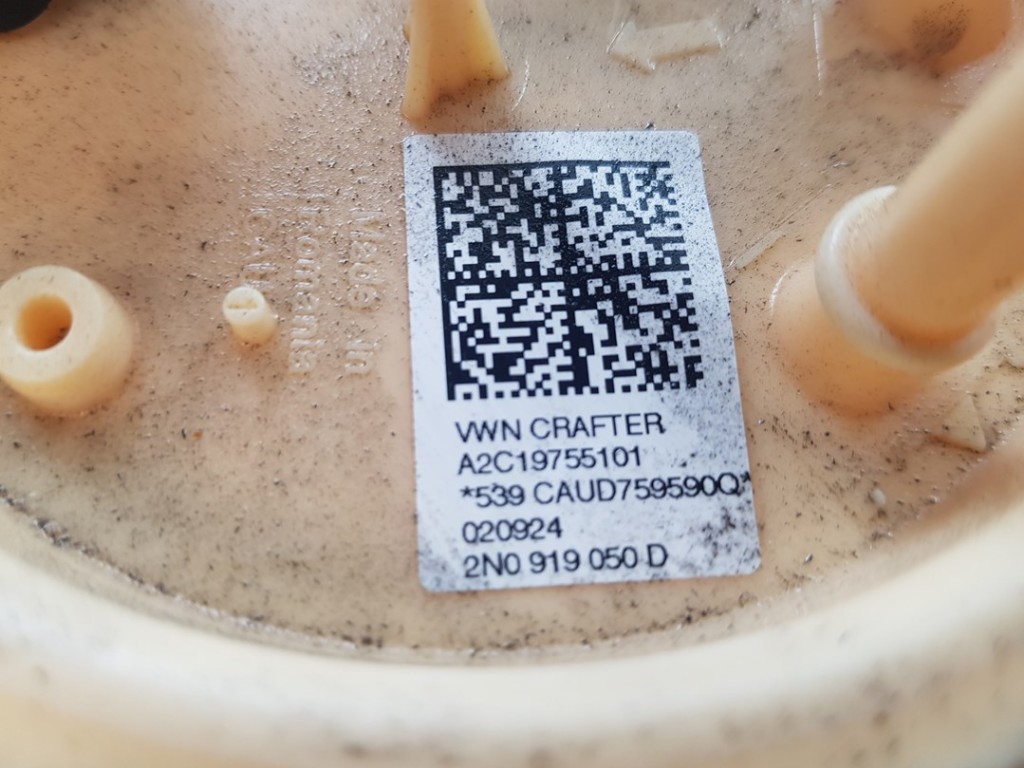 VWN CRAFTER
A2C19755101
*539 CAUD759590Q*
020924
2N0 919 050 D
Made in
Romania